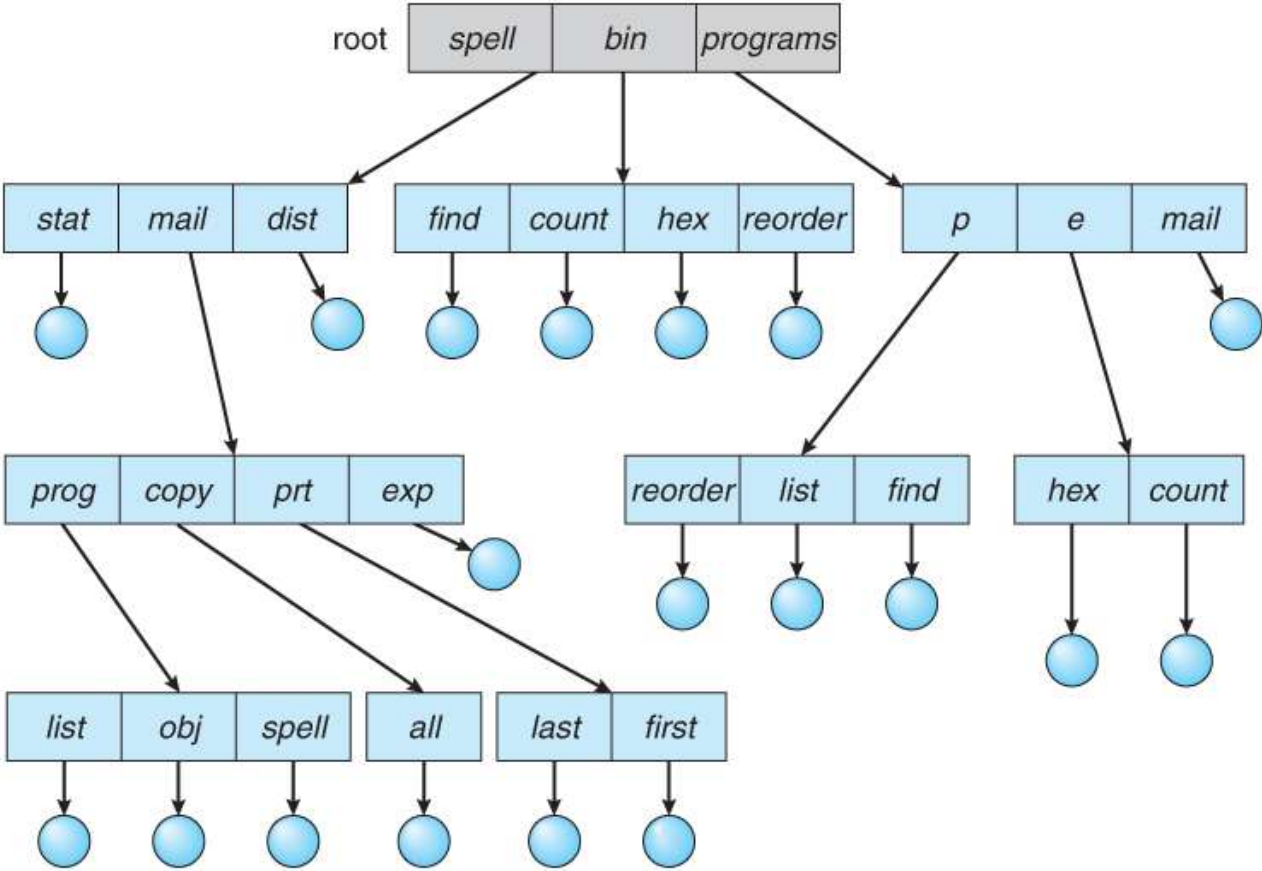 root spell bin programs
stat mail dist find count hex reorder p e mail
prog copy prt exp reorder list find hex count
list obj spell all last first